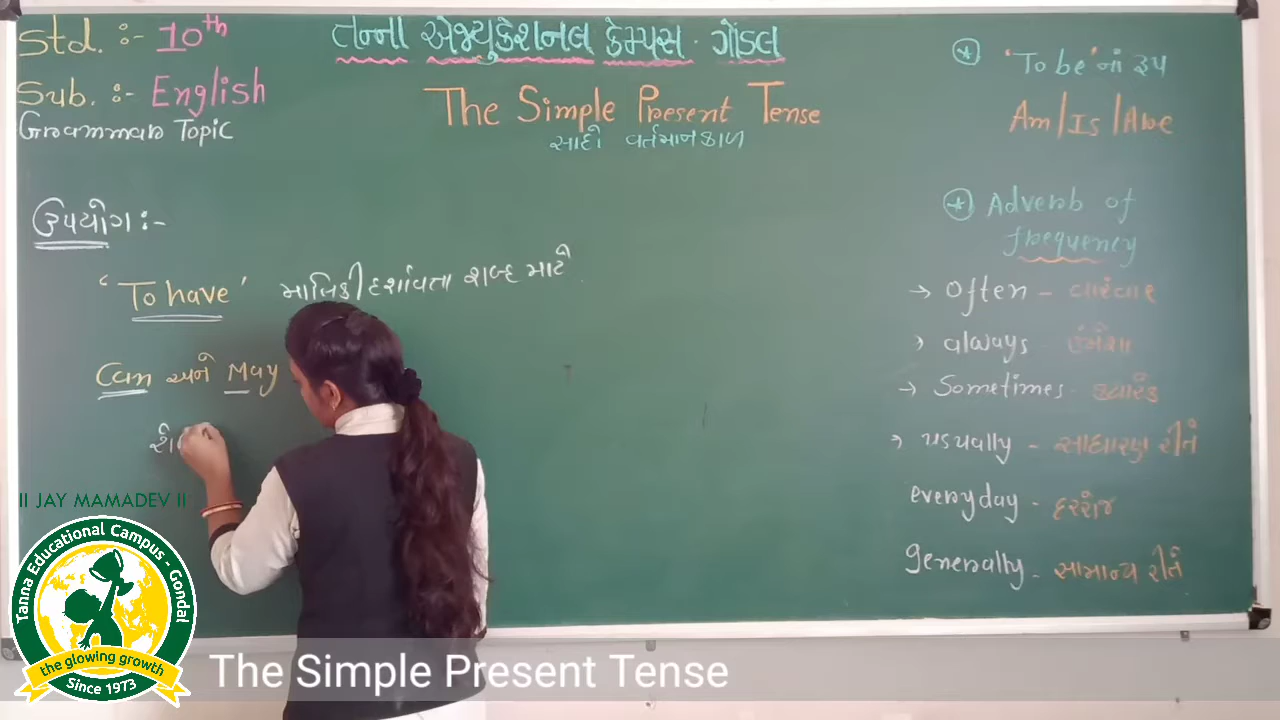 Std. :- 10th
Sub. :- English
Grammar Topic
તન્ના એજ્યુકેશનલ કેમ્પસ - ગોંડલ
The Simple Present Tense
સાદો વર્તમાનકાળ
* 'To be' નાં રૂપ
Am / Is / Are
ઉપયોગ :-
'To have' માલિકી દર્શાવતા શબ્દ માટે
Can અને May
* Adverb of
frequency
→ Often - વારંવાર
→ always - હંમેશા
→ Sometimes - ક્યારેક
→ usually - સાધારણ રીતે
everyday - દરરોજ
generally - સામાન્ય રીતે
II JAY MAMADEV II
Tanna Educational Campus - Gondal
the glowing growth
Since 1973
The Simple Present Tense